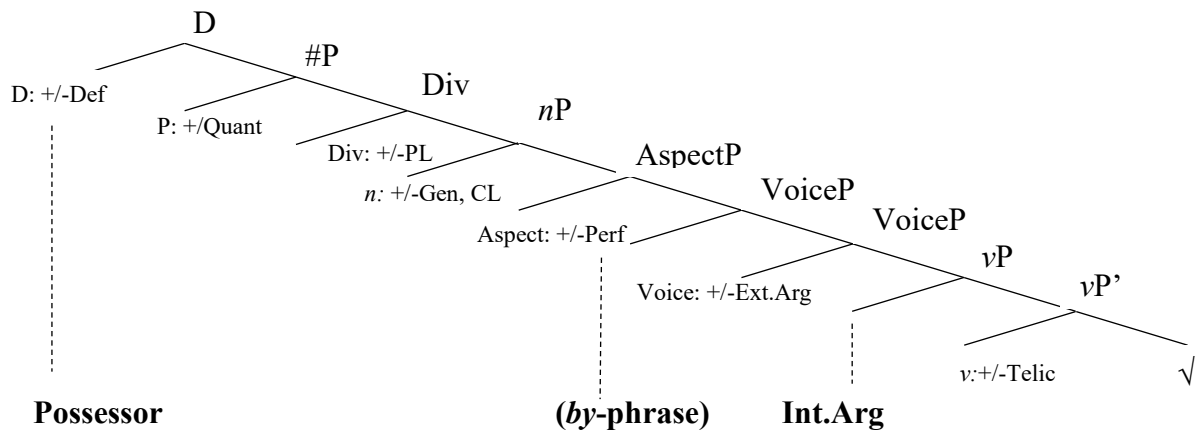 D
#P
D: +/-Def
Div
P: +/Quant
nP
Div: +/-PL
AspectP
n: +/-Gen, CL
VoiceP
Aspect: +/-Perf
VoiceP
Voice: +/-Ext.Arg
vP
vP’
v:+/-Telic
√
Possessor
(by-phrase)
Int.Arg